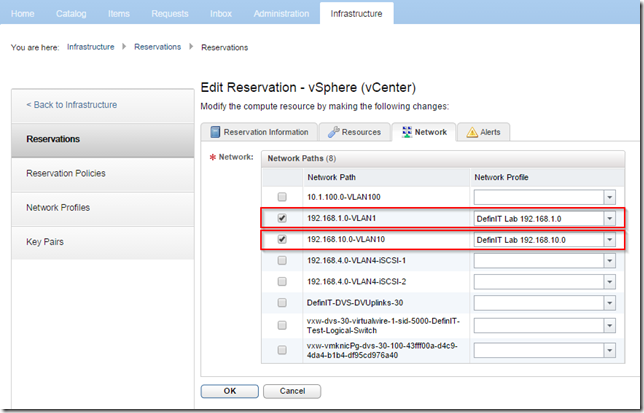 Home Catalog Items Requests Inbox Administration Infrastructure
You are here: Infrastructure Reservations Reservations
Edit Reservation - vSphere (vCenter)
Modify the compute resource by making the following changes:
< Back to Infrastructure
Reservations
Reservation Policies
Network Profiles
Key Pairs
Reservation Information Resources Network Alerts
* Network: Network Paths (8)
Network Path Network Profile
10.1.100.0-VLAN100
192.168.1.0-VLAN1 DefinIT Lab 192.168.1.0
192.168.10.0-VLAN10 DefinIT Lab 192.168.10.0
192.168.4.0-VLAN4-iSCSI-1
192.168.4.0-VLAN4-iSCSI-2
DefinIT-DVS-DVUplinks-30
vxw-dvs-30-virtualwire-1-sid-5000-DefinIT-
Test-Logical-Switch
vxw-vmknicPg-dvs-30-100-43fff00a-d4c9-
4da4-b1b4-df95cd976a40
OK Cancel